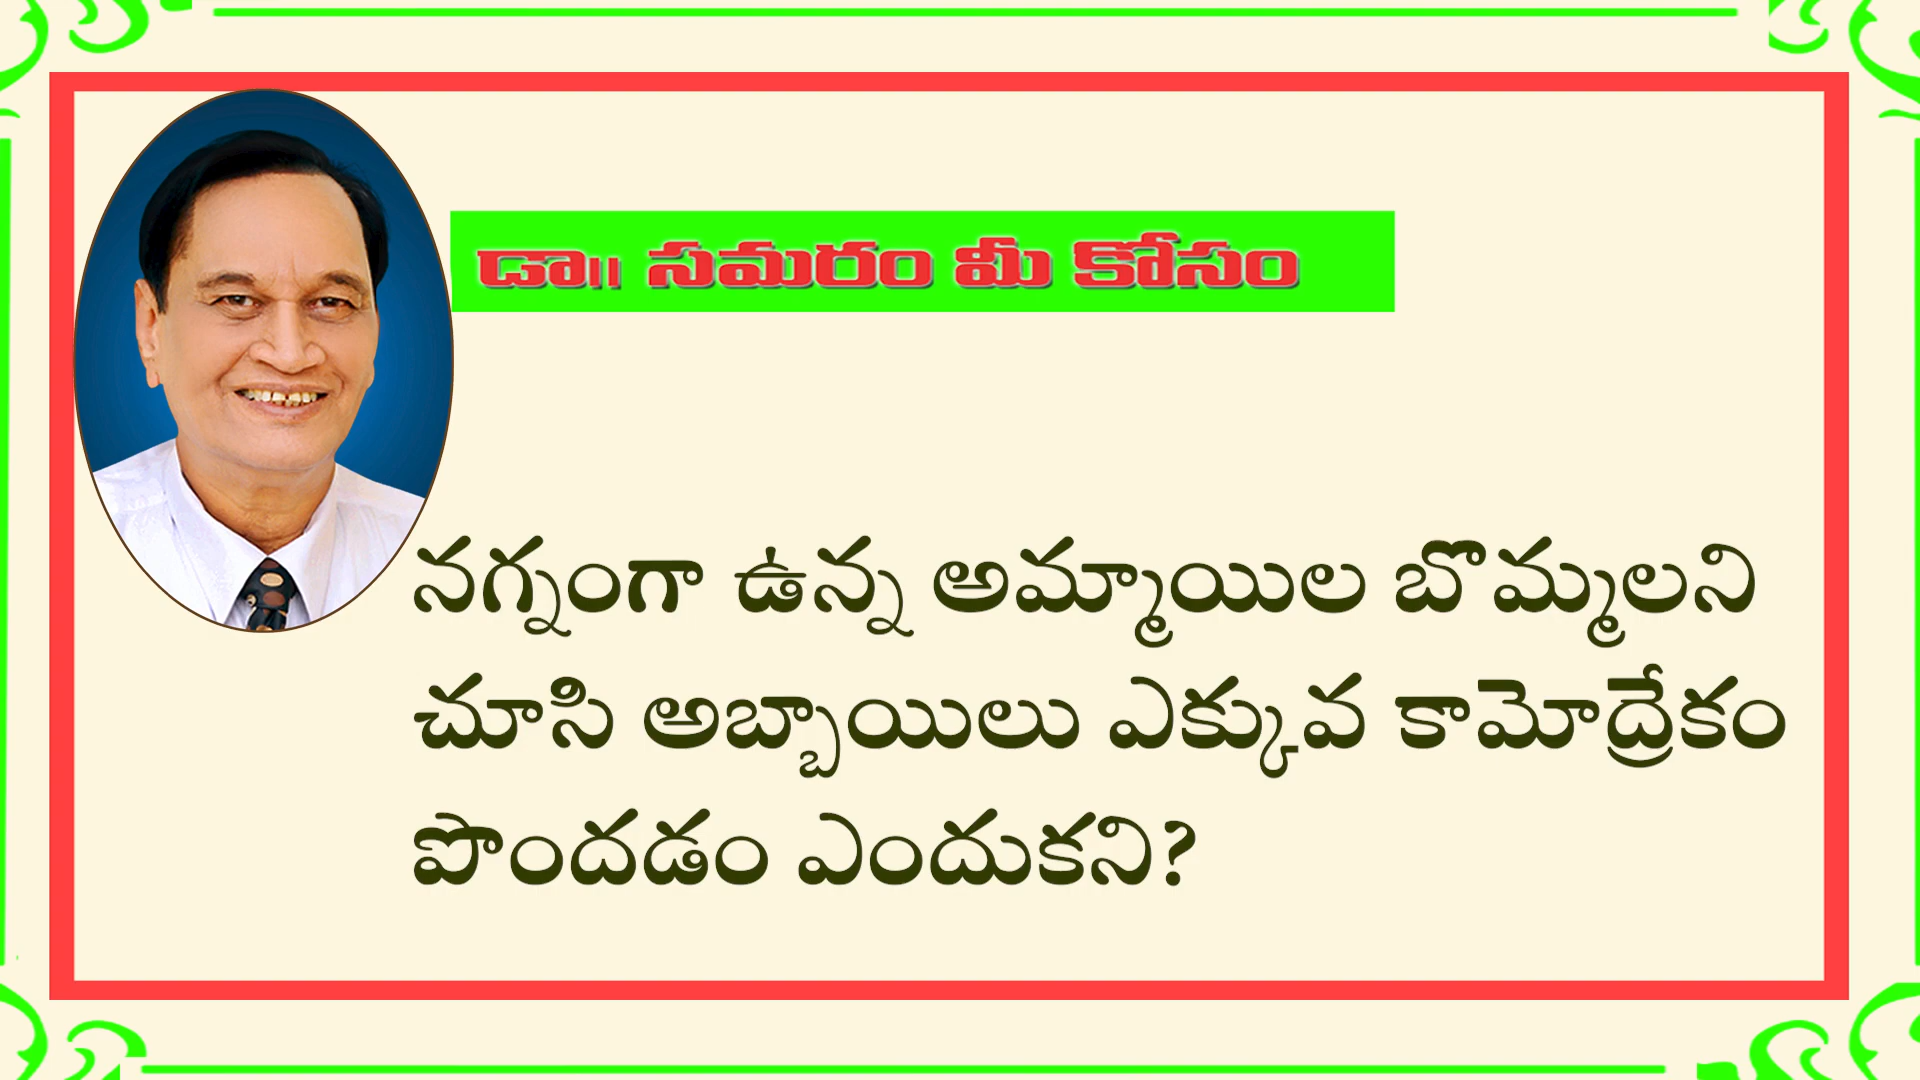 డా॥ సమరం మీ కోసం
నగ్నంగా ఉన్న అమ్మాయిల బొమ్మలని
చూసి అబ్బాయిలు ఎక్కువ కామోద్రేకం
పొందడం ఎందుకని?